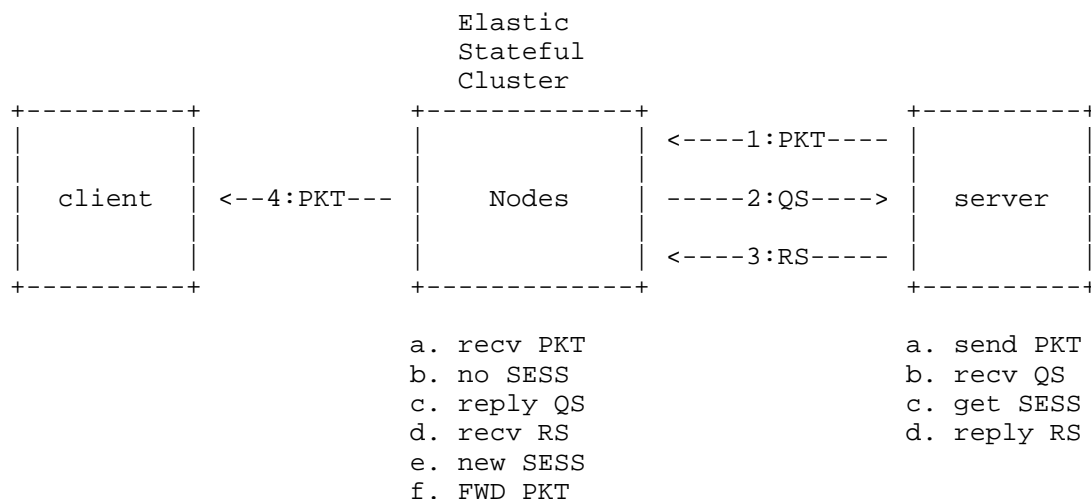 Elastic
Stateful
Cluster
<----1:PKT----
client <--4:PKT--- Nodes -----2:QS----> server
<----3:RS-----
a. recv PKT a. send PKT
b. no SESS b. recv QS
c. reply QS c. get SESS
d. recv RS d. reply RS
e. new SESS
f. FWD PKT